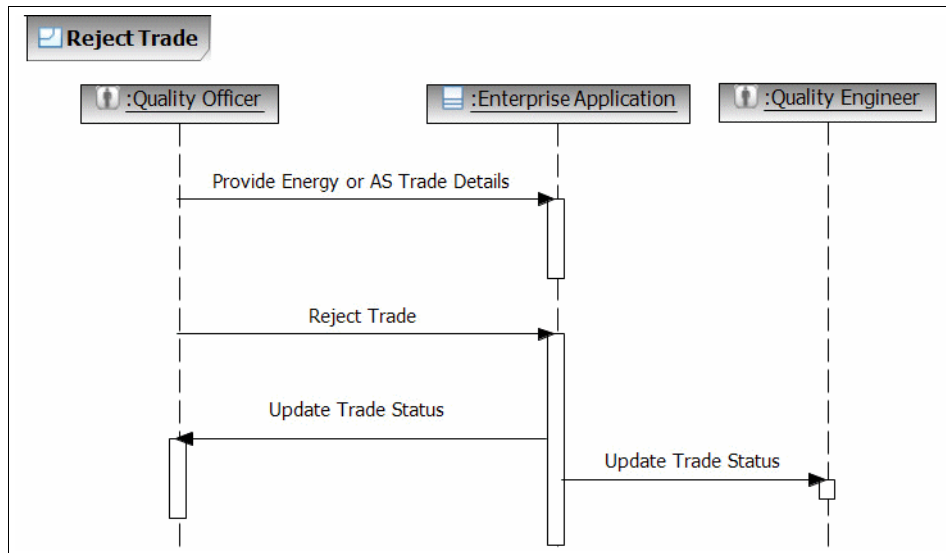 Reject Trade
:Quality Officer
:Enterprise Application
:Quality Engineer
Provide Energy or AS Trade Details
Reject Trade
Update Trade Status
Update Trade Status